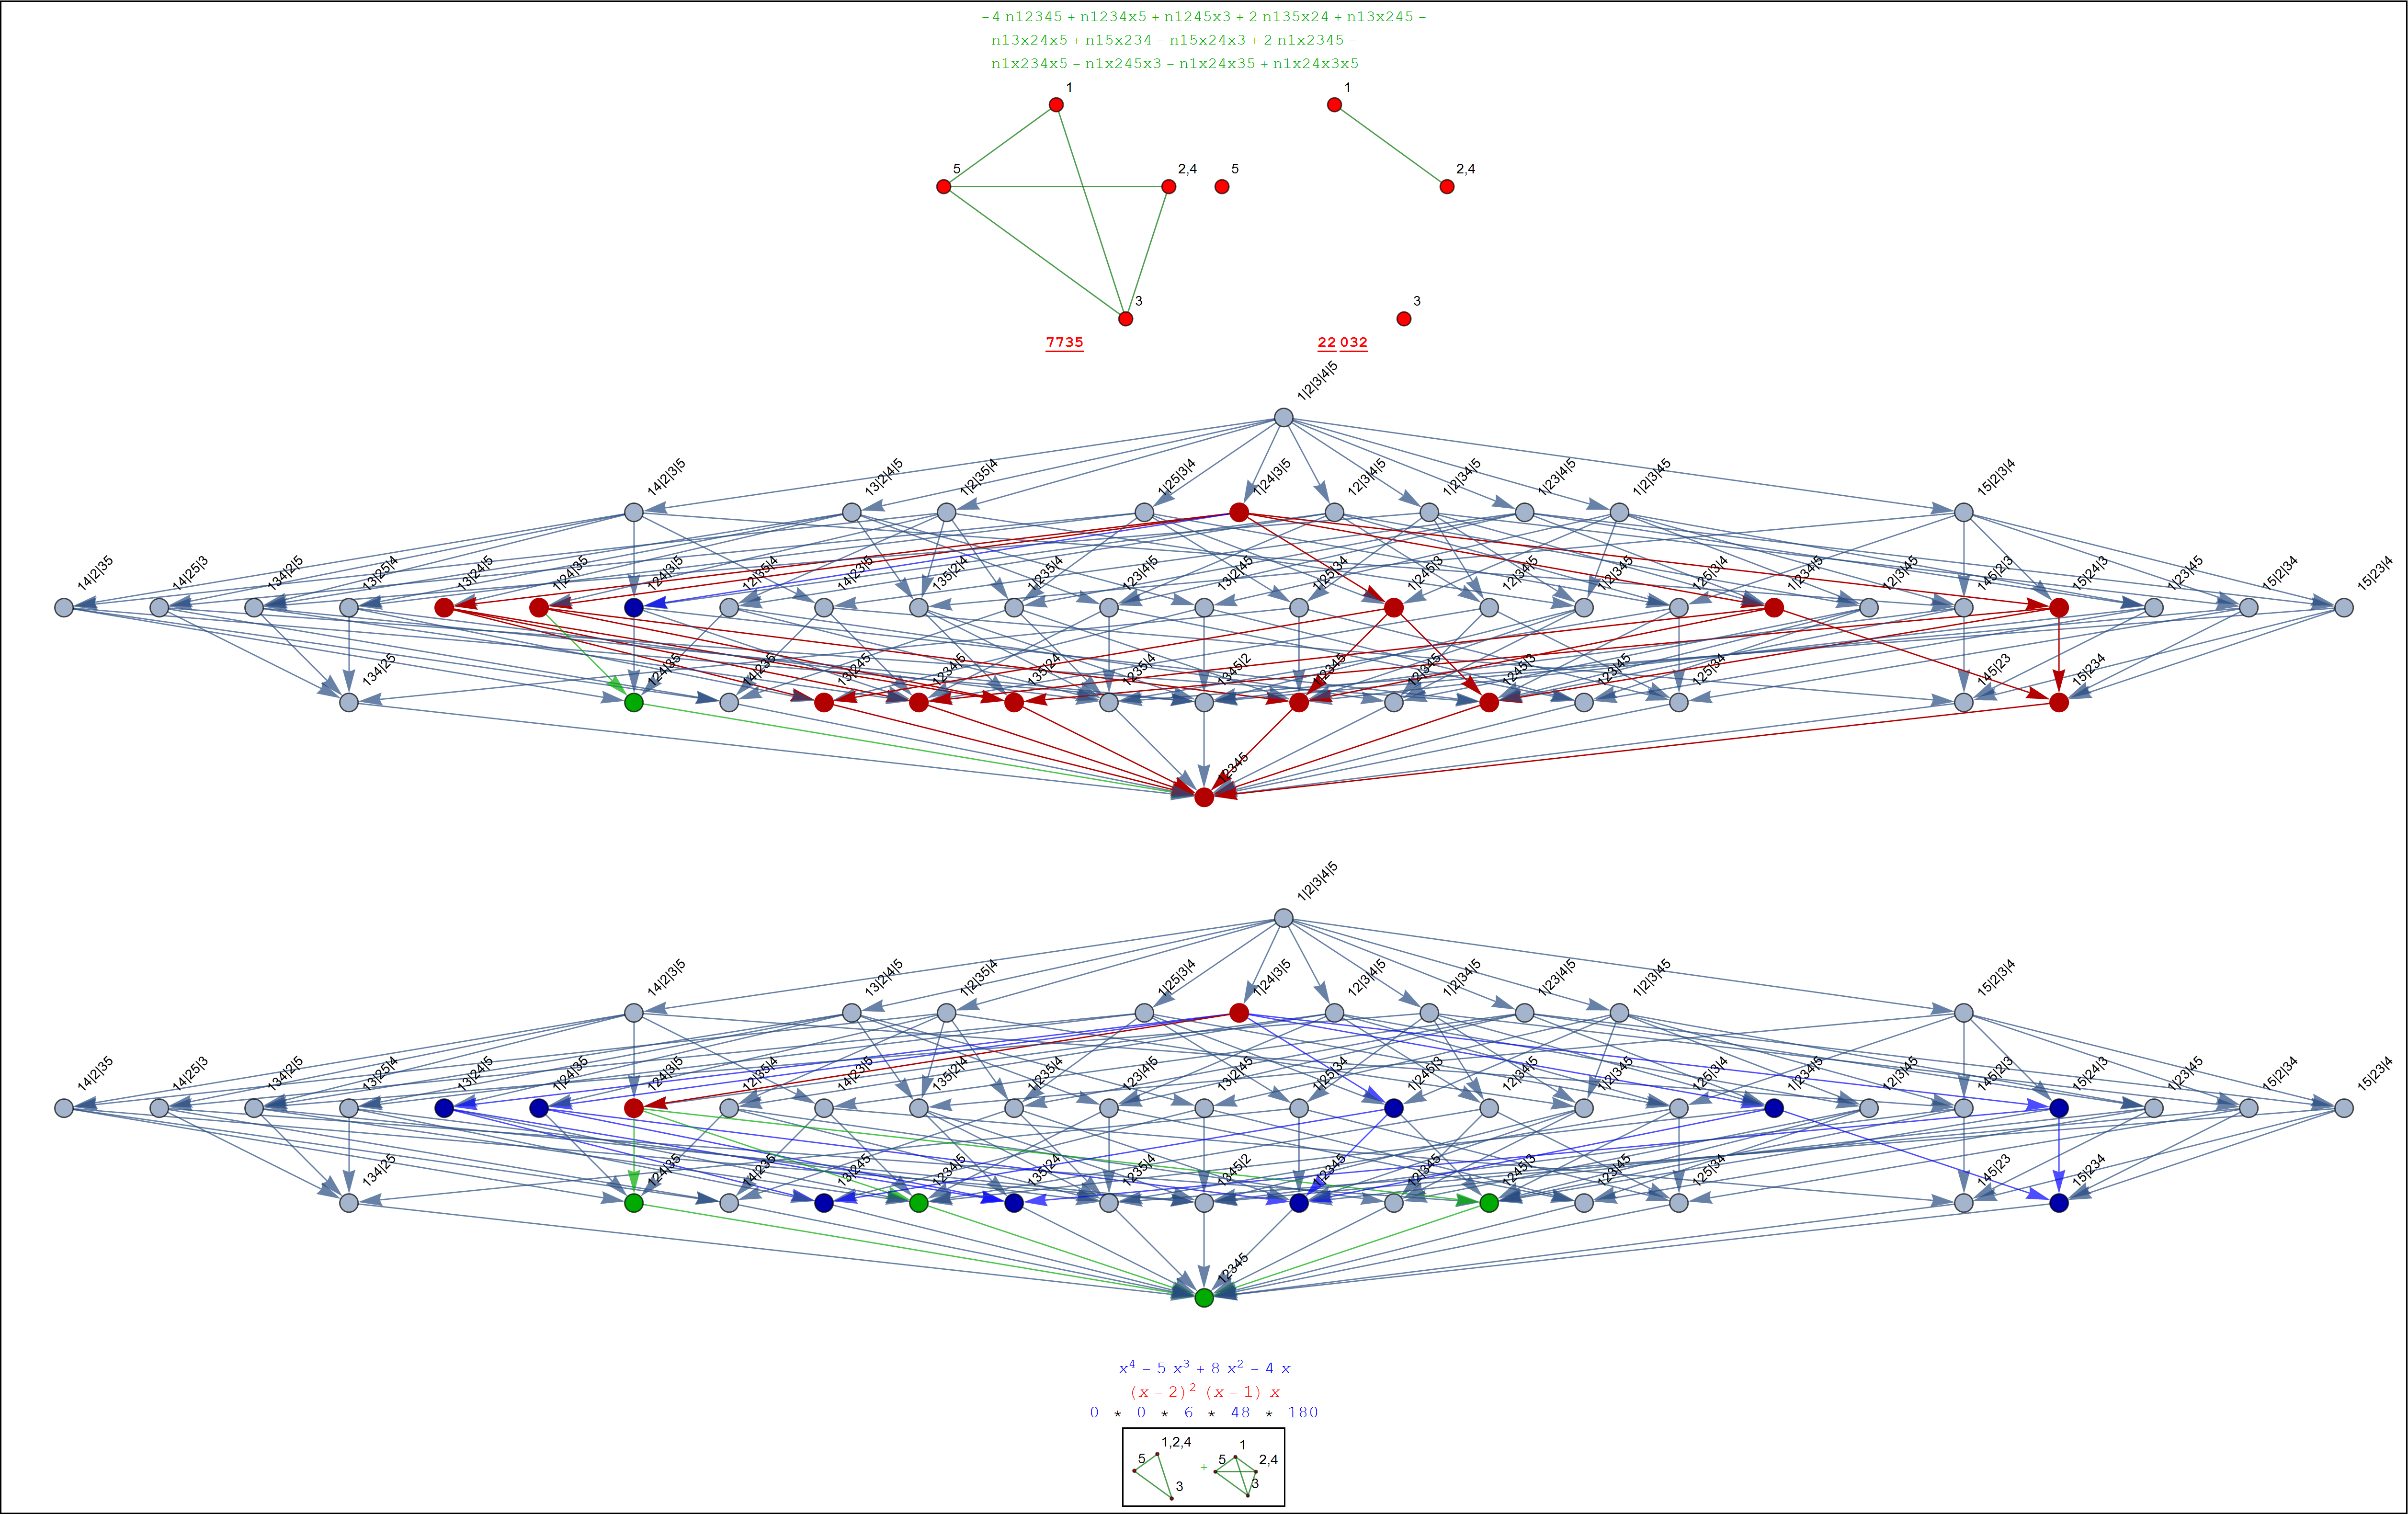 −4 n12345 + n1234x5 + n1245x3 + 2 n135x24 + n13x245 −
n13x24x5 + n15x234 − n15x24x3 + 2 n1x2345 −
n1x234x5 − n1x245x3 − n1x24x35 + n1x24x3x5
1 1
5 2,4 5 2,4
3 3
7735 22 032
1|2|3|4|5
14|2|3|5 13|2|4|5 1|2|35|4 1|25|3|4 1|24|3|5 12|3|4|5 1|2|34|5 1|23|4|5 1|2|3|45 15|2|3|4
14|2|35 14|25|3 134|2|5 13|25|4 13|24|5 1|24|35 124|3|5 12|35|4 14|23|5 135|2|4 1|235|4 123|4|5 13|2|45 1|25|34 1|245|3 12|34|5 1|2|345 125|3|4 1|234|5 12|3|45 145|2|3 15|24|3 1|23|45 15|2|34 15|23|4
134|25 124|35 14|235 13|245 1234|5 135|24 1235|4 1345|2 1|2345 12|345 1245|3 123|45 125|34 145|23 15|234
12345
1|2|3|4|5
14|2|3|5 13|2|4|5 1|2|35|4 1|25|3|4 1|24|3|5 12|3|4|5 1|2|34|5 1|23|4|5 1|2|3|45 15|2|3|4
14|2|35 14|25|3 134|2|5 13|25|4 13|24|5 1|24|35 124|3|5 12|35|4 14|23|5 135|2|4 1|235|4 123|4|5 13|2|45 1|25|34 1|245|3 12|34|5 1|2|345 125|3|4 1|234|5 12|3|45 145|2|3 15|24|3 1|23|45 15|2|34 15|23|4
134|25 124|35 14|235 13|245 1234|5 135|24 1235|4 1345|2 1|2345 12|345 1245|3 123|45 125|34 145|23 15|234
12345
x⁴ − 5 x³ + 8 x² − 4 x
(x − 2)² (x − 1) x
0 * 0 * 6 * 48 * 180
1,2,4 1
5 + 5 2,4
3 3